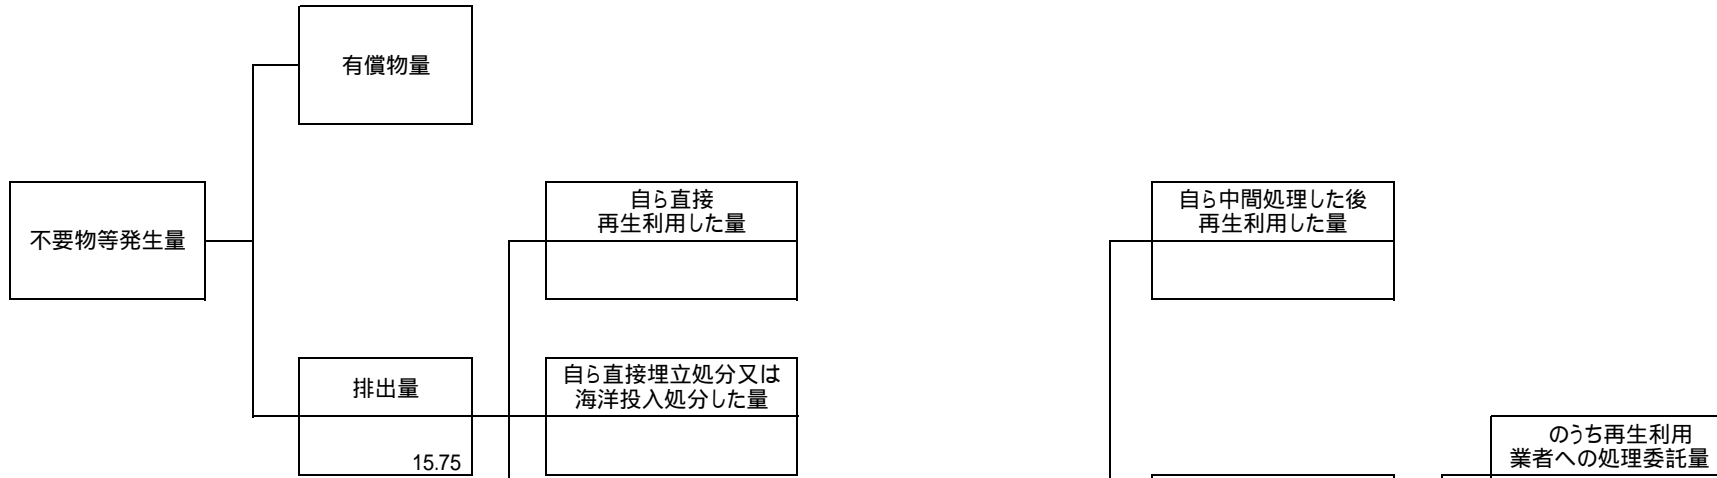 有償物量
不要物等発生量
自ら直接
再生利用した量
自ら中間処理した後
再生利用した量
排出量
15.75
自ら直接埋立処分又は
海洋投入処分した量
のうち再生利用
業者への処理委託量